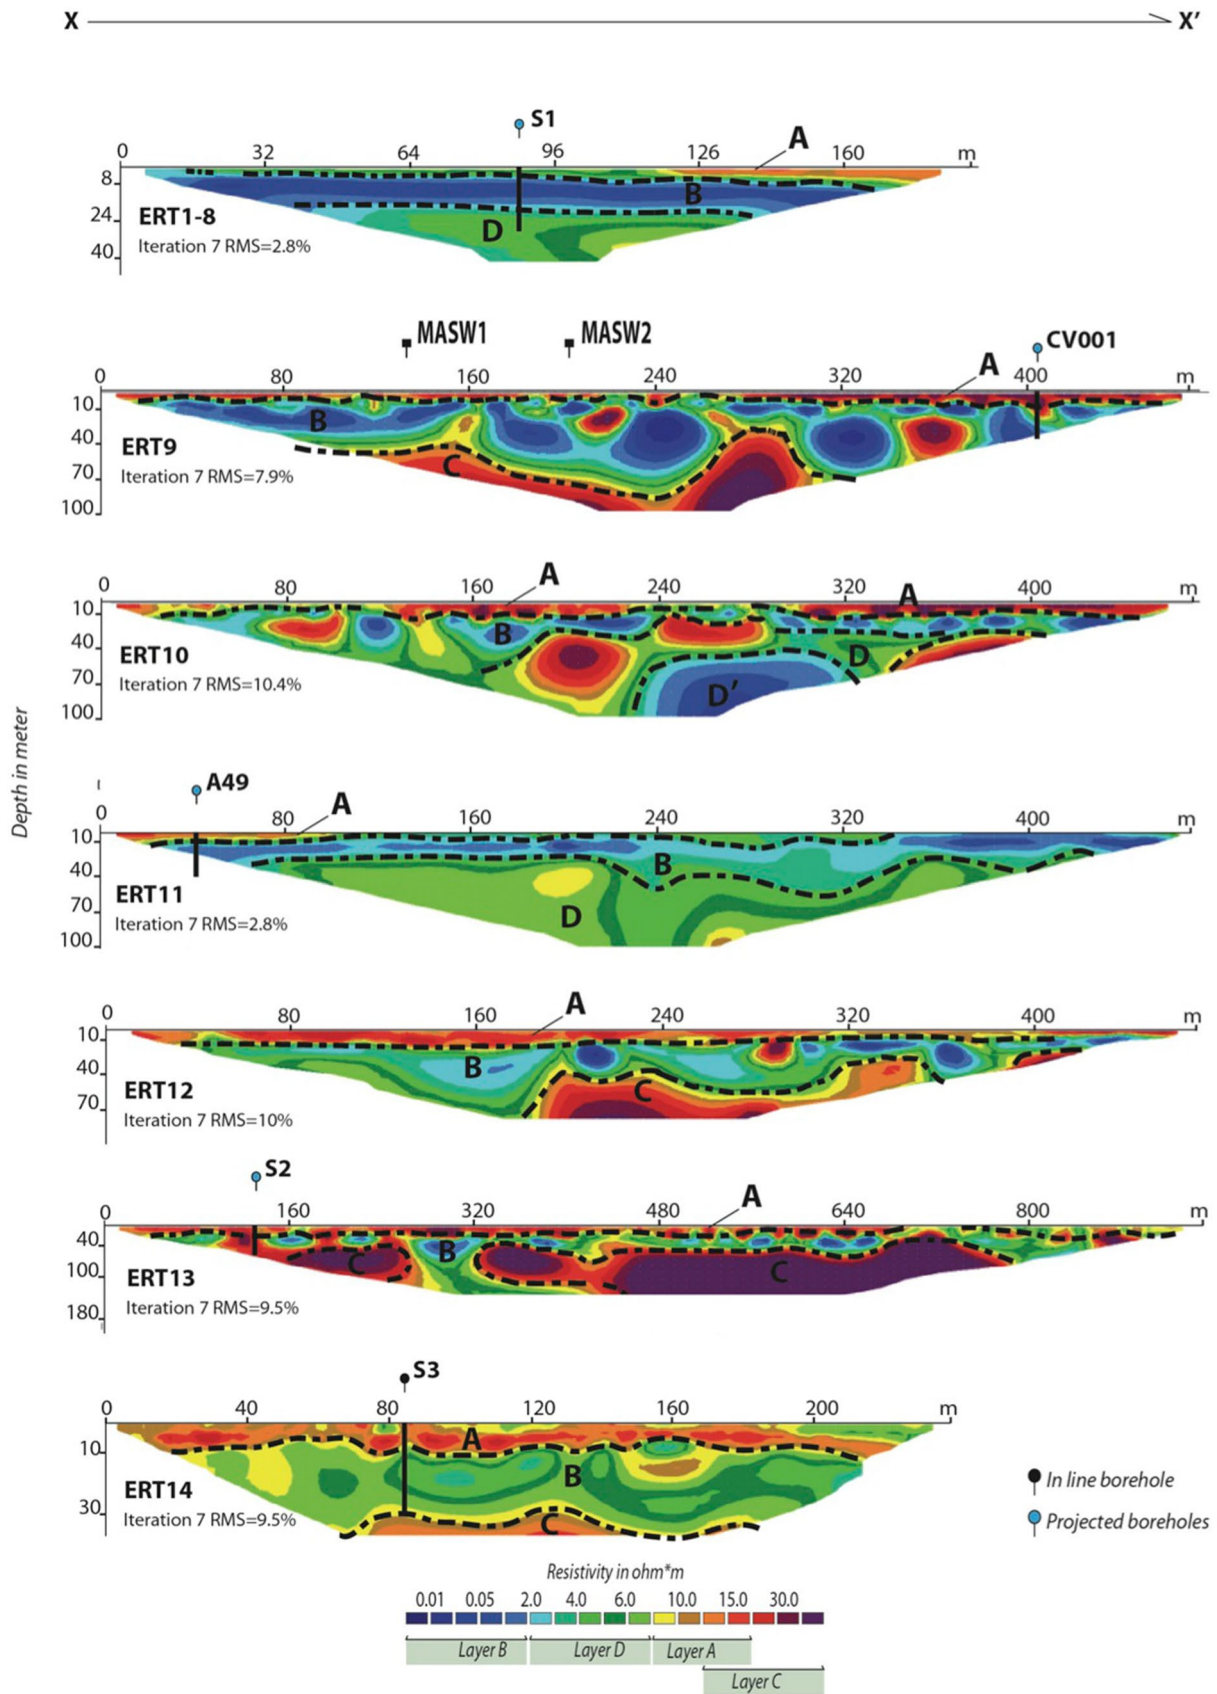 X X'
S1
A
0 32 64 96 126 160 m
8
B
24
ERT1-8
D
Iteration 7 RMS=2.8%
40
MASW1 MASW2 CV001
A
0 80 160 240 320 400 m
10
B
40
ERT9
C
70
Iteration 7 RMS=7.9%
100
A
0 80 160 240 320 400 m
A
10
B
40
ERT10
D
70
Iteration 7 RMS=10.4%
D'
100
Depth in meter
A49
A
0 80 160 240 320 400 m
10
B
40
ERT11
D
70
Iteration 7 RMS=2.8%
100
A
0 80 160 240 320 400 m
10
B
40
ERT12
C
70
Iteration 7 RMS=10%
S2
A
0 160 320 480 640 800 m
40
C B C
100
ERT13
Iteration 7 RMS=9.5%
180
S3
0 40 80 120 160 200 m
A
10
B
ERT14
30
Iteration 7 RMS=9.5%
C
In line borehole
Projected boreholes
Resistivity in ohm*m
0.01 0.05 2.0 4.0 6.0 10.0 15.0 30.0
Layer B Layer D Layer A
Layer C